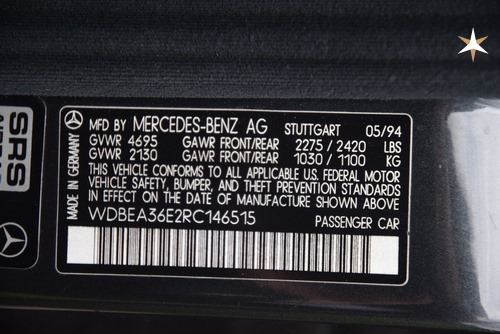 MFD BY MERCEDES-BENZ AG STUTTGART 05/94
GVWR 4695 GAWR FRONT/REAR 2275 / 2420 LBS
GVWR 2130 GAWR FRONT/REAR 1030 / 1100 KG
THIS VEHICLE CONFORMS TO ALL APPLICABLE U.S. FEDERAL MOTOR
VEHICLE SAFETY, BUMPER, AND THEFT PREVENTION STANDARDS
IN EFFECT ON THE DATE OF MANUFACTURE SHOWN ABOVE
WDBEA36E2RC146515 PASSENGER CAR
MADE IN GERMANY
SRS